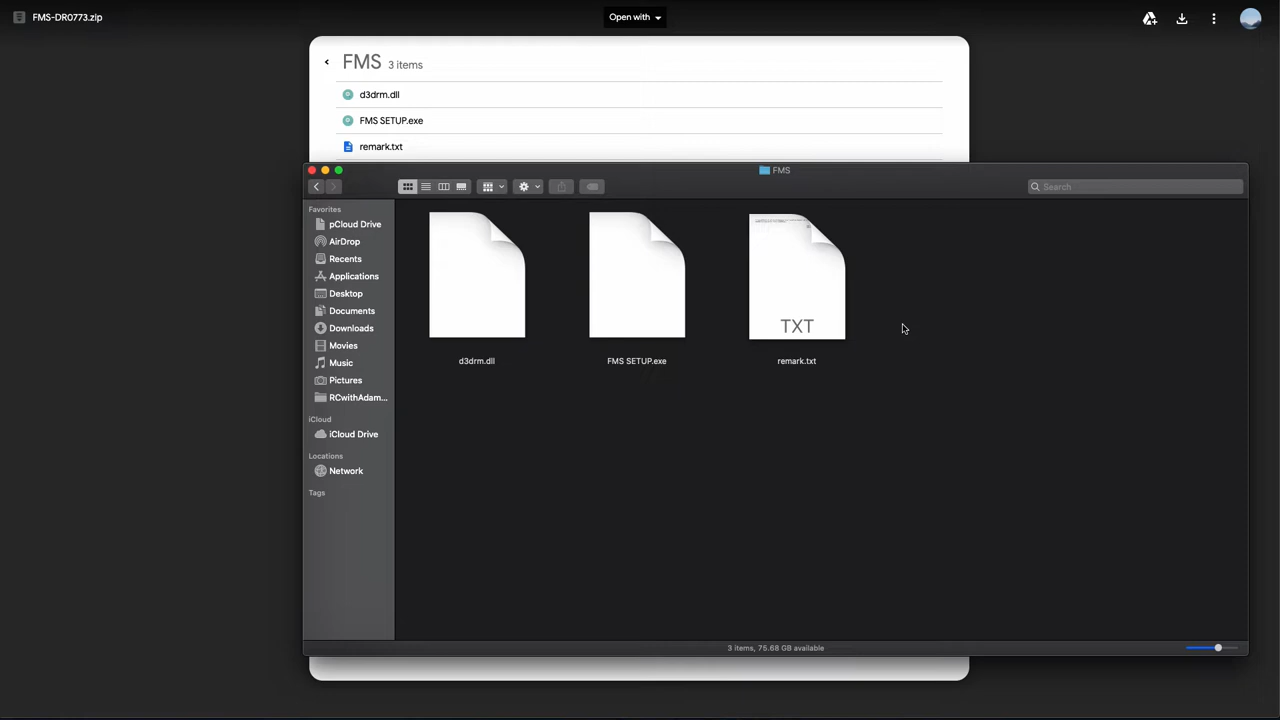 FMS-DR0773.zip
Open with
FMS 3 items
d3drm.dll
FMS SETUP.exe
remark.txt
FMS
Search
Favorites
pCloud Drive
AirDrop
Recents
Applications
Desktop
Documents
Downloads
Movies
Music
Pictures
RCwithAdam...
iCloud
iCloud Drive
Locations
Network
Tags
TXT
d3drm.dll
FMS SETUP.exe
remark.txt
3 items, 75.68 GB available